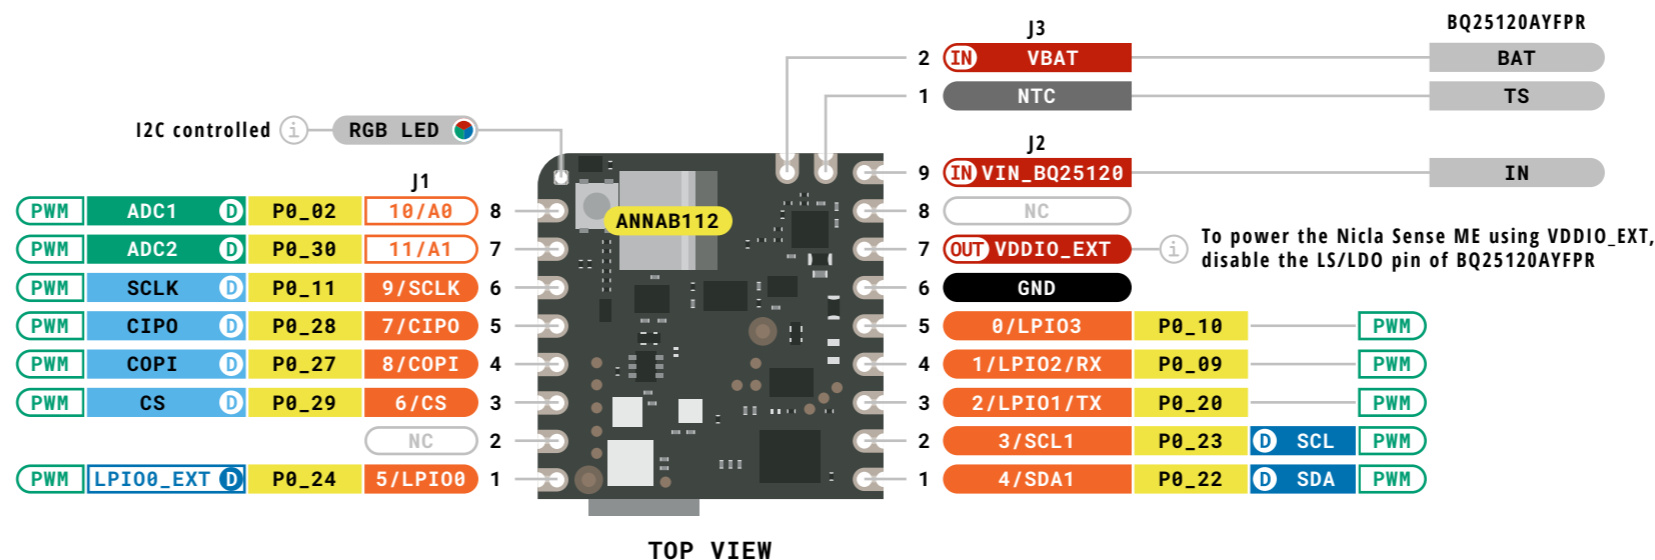 J3 BQ25120AYFPR
2 IN VBAT BAT
1 NTC TS
I2C controlled i RGB LED
J2
9 IN VIN_BQ25120 IN
J1
PWM ADC1 D P0_02 10/A0 8
ANNAB112
8 NC
PWM ADC2 D P0_30 11/A1 7
7 OUT VDDIO_EXT i To power the Nicla Sense ME using VDDIO_EXT,
disable the LS/LDO pin of BQ25120AYFPR
PWM SCLK D P0_11 9/SCLK 6
6 GND
PWM CIPO D P0_28 7/CIPO 5
5 0/LPIO3 P0_10 PWM
PWM COPI D P0_27 8/COPI 4
4 1/LPIO2/RX P0_09 PWM
PWM CS D P0_29 6/CS 3
3 2/LPIO1/TX P0_20 PWM
NC 2
2 3/SCL1 P0_23 D SCL PWM
PWM LPIO0_EXT D P0_24 5/LPIO0 1
1 4/SDA1 P0_22 D SDA PWM
TOP VIEW